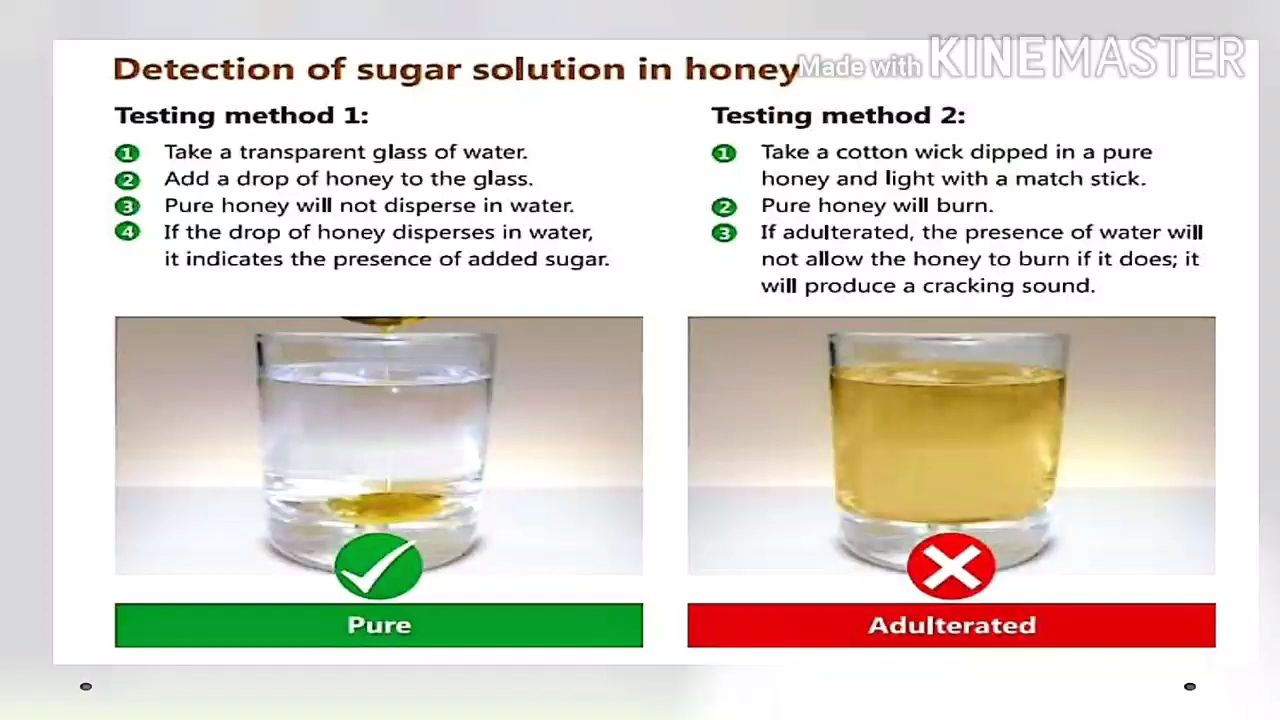 Detection of sugar solution in honey
Made with KINEMASTER
Testing method 1:
1 Take a transparent glass of water.
2 Add a drop of honey to the glass.
3 Pure honey will not disperse in water.
4 If the drop of honey disperses in water,
it indicates the presence of added sugar.
Testing method 2:
1 Take a cotton wick dipped in a pure
honey and light with a match stick.
2 Pure honey will burn.
3 If adulterated, the presence of water will
not allow the honey to burn if it does; it
will produce a cracking sound.
Pure
Adulterated